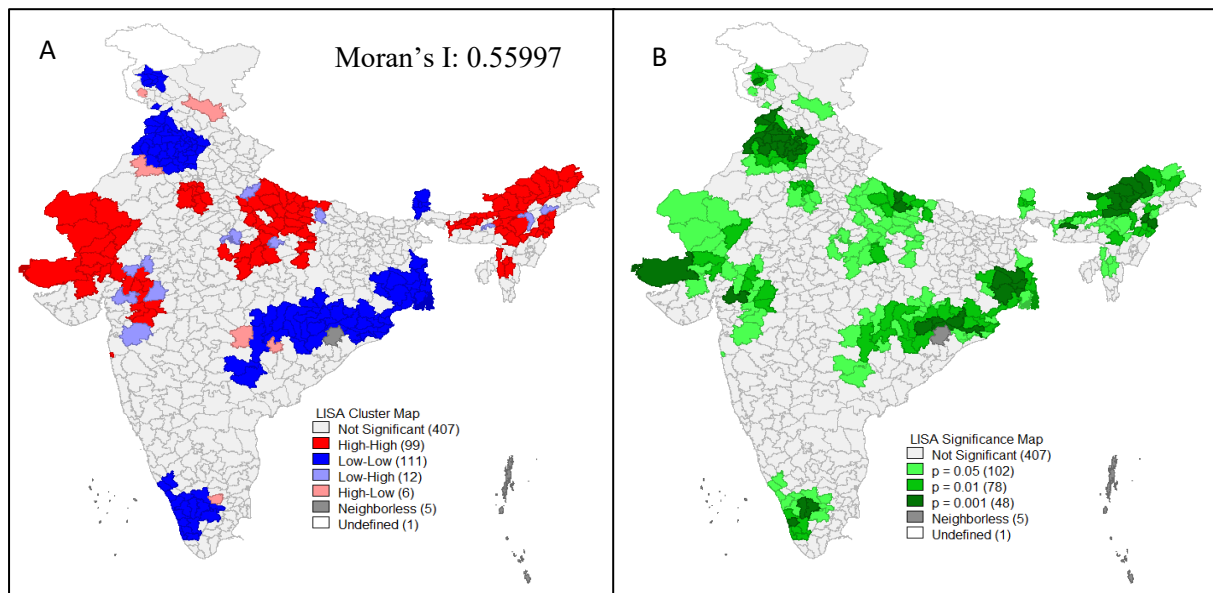 A
Moran’s I: 0.55997
LISA Cluster Map
Not Significant (407)
High-High (99)
Low-Low (111)
Low-High (12)
High-Low (6)
Neighborless (5)
Undefined (1)
B
LISA Significance Map
Not Significant (407)
p = 0.05 (102)
p = 0.01 (78)
p = 0.001 (48)
Neighborless (5)
Undefined (1)